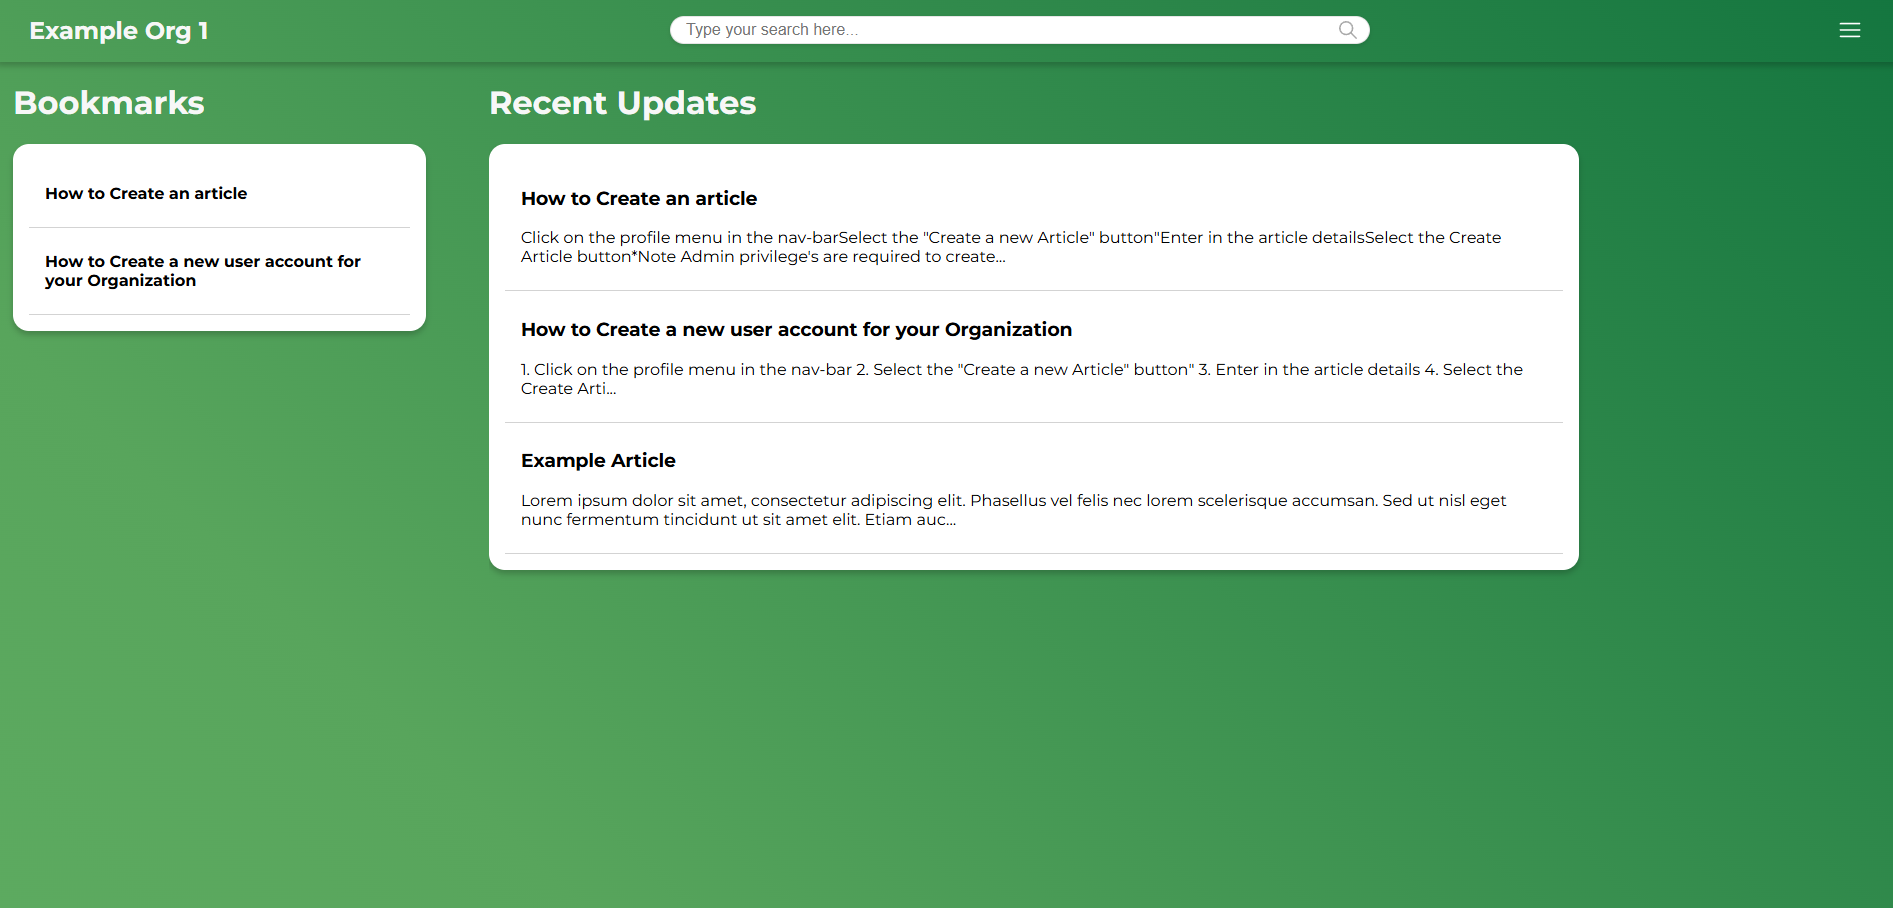 Example Org 1
Type your search here...
Bookmarks
How to Create an article
How to Create a new user account for
your Organization
Recent Updates
How to Create an article
Click on the profile menu in the nav-barSelect the "Create a new Article" button"Enter in the article detailsSelect the Create
Article button*Note Admin privilege's are required to create...
How to Create a new user account for your Organization
1. Click on the profile menu in the nav-bar 2. Select the "Create a new Article" button" 3. Enter in the article details 4. Select the
Create Arti...
Example Article
Lorem ipsum dolor sit amet, consectetur adipiscing elit. Phasellus vel felis nec lorem scelerisque accumsan. Sed ut nisl eget
nunc fermentum tincidunt ut sit amet elit. Etiam auc...